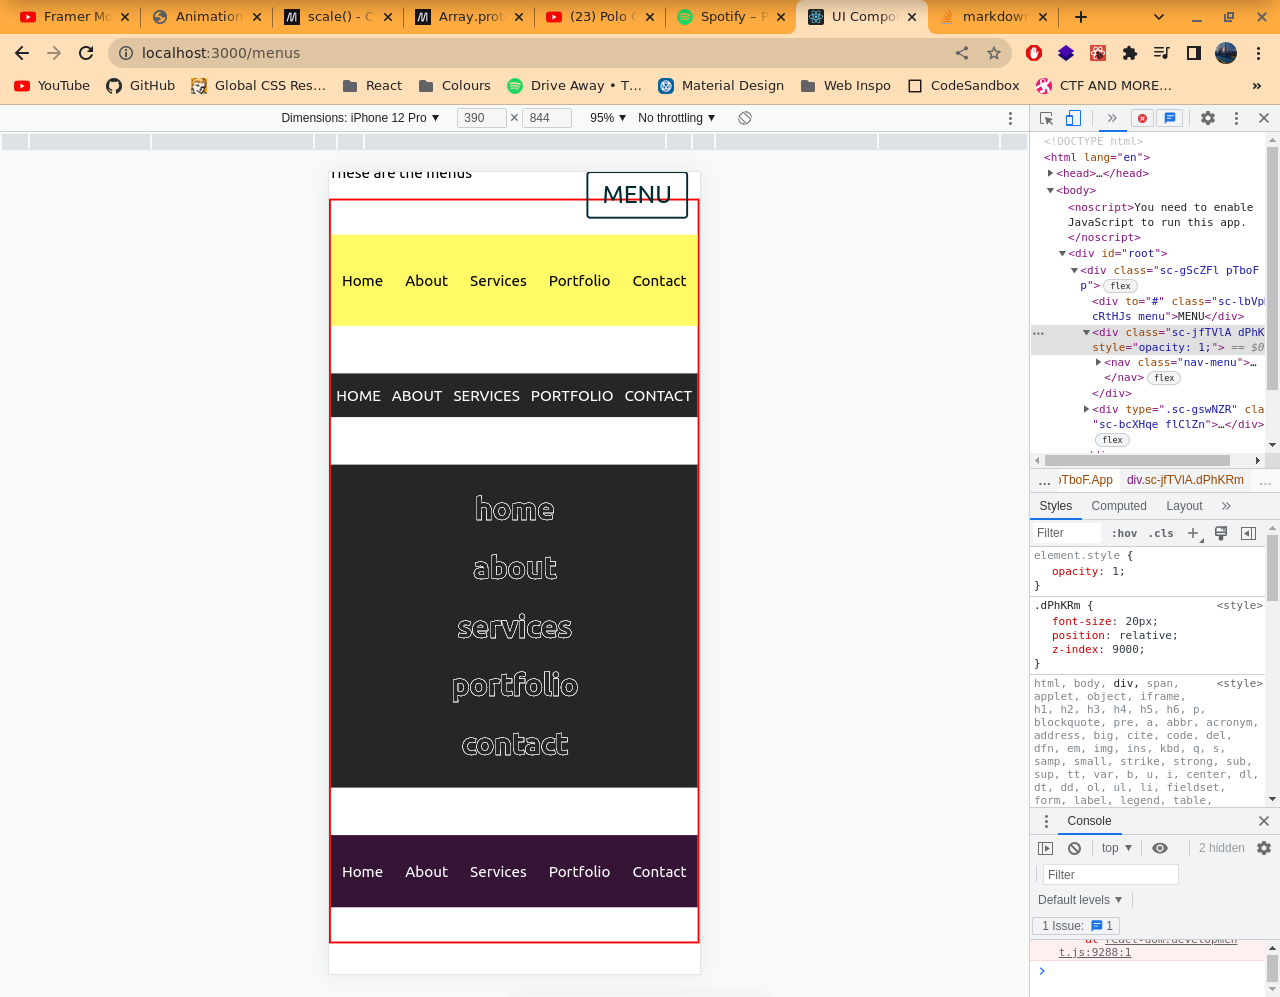 Framer Mo
Animation
scale() - C
Array.prot
(23) Polo G
Spotify – F
UI Compo
markdown
localhost:3000/menus
YouTube
GitHub
Global CSS Res...
React
Colours
Drive Away • T...
Material Design
Web Inspo
CodeSandbox
CTF AND MORE...
»
Dimensions: iPhone 12 Pro ▼
390 × 844
95% ▼
No throttling ▼
These are the menus
MENU
Home About Services Portfolio Contact
HOME ABOUT SERVICES PORTFOLIO CONTACT
home
about
services
portfolio
contact
Home About Services Portfolio Contact
<!DOCTYPE html>
<html lang="en">
<head>…</head>
<body>
<noscript>You need to enable
JavaScript to run this app.
</noscript>
<div id="root">
<div class="sc-gScZFl pTboF
p"> flex
<div to="#" class="sc-lbVp
cRtHJs menu">MENU</div>
<div class="sc-jfTVlA dPhK
style="opacity: 1;"> == $0
<nav class="nav-menu">…
</nav> flex
</div>
<div type=".sc-gswNZR" cla
"sc-bcXHqe flClZn">…</div>
flex
… pTboF.App div.sc-jfTVlA.dPhKRm …
Styles Computed Layout »
Filter :hov .cls
element.style {
opacity: 1;
}
.dPhKRm { <style>
font-size: 20px;
position: relative;
z-index: 9000;
}
html, body, div, span, <style>
applet, object, iframe,
h1, h2, h3, h4, h5, h6, p,
blockquote, pre, a, abbr, acronym,
address, big, cite, code, del,
dfn, em, img, ins, kbd, q, s,
samp, small, strike, strong, sub,
sup, tt, var, b, u, i, center, dl,
dt, dd, ol, ul, li, fieldset,
form, label, legend, table,
Console
top ▼ 2 hidden
Filter
Default levels ▼
1 Issue: 1
at react-dom.developmen
t.js:9288:1